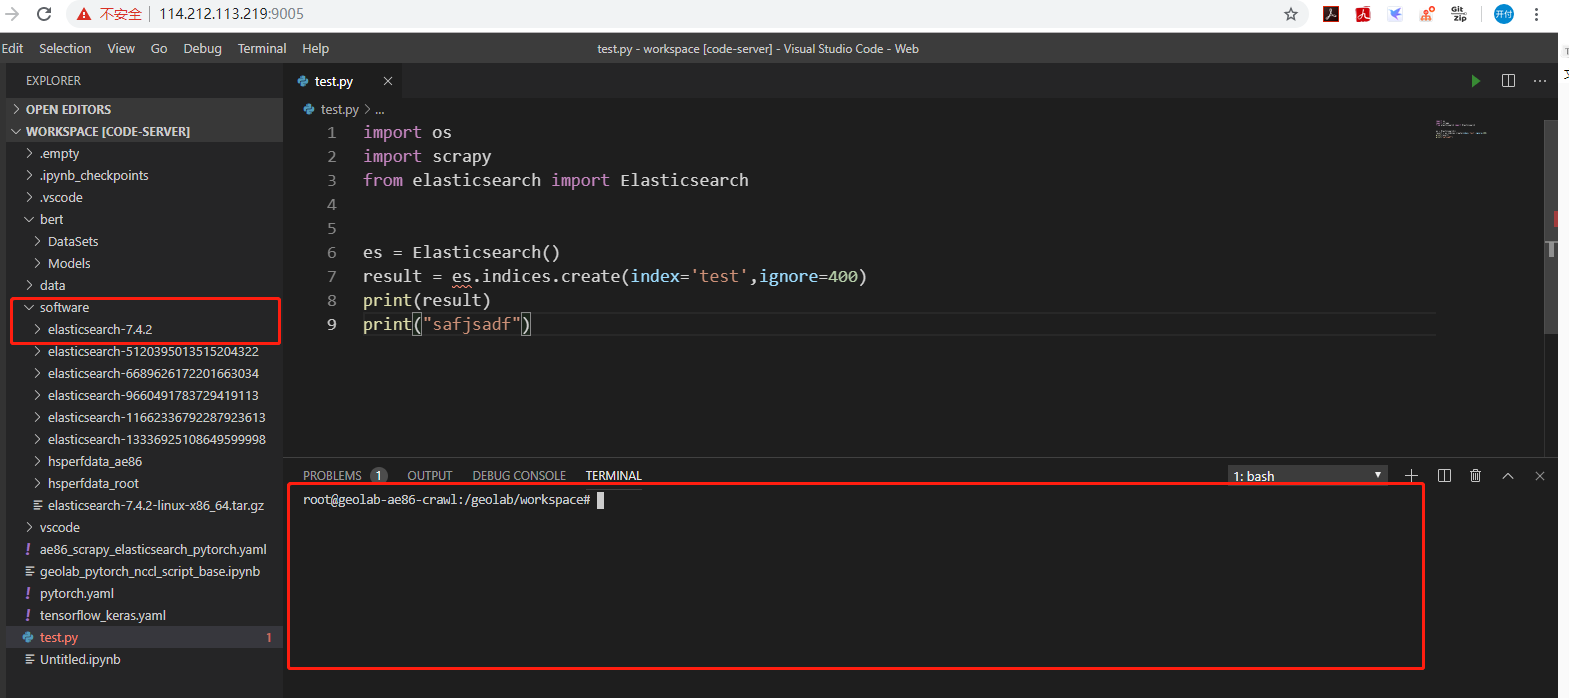 不安全 114.212.113.219:9005
Git Zip 开付
Edit Selection View Go Debug Terminal Help
test.py - workspace [code-server] - Visual Studio Code - Web
EXPLORER
OPEN EDITORS
WORKSPACE [CODE-SERVER]
.empty
.ipynb_checkpoints
.vscode
bert
DataSets
Models
data
software
elasticsearch-7.4.2
elasticsearch-5120395013515204322
elasticsearch-6689626172201663034
elasticsearch-9660491783729419113
elasticsearch-11662336792287923613
elasticsearch-13336925108649599998
hsperfdata_ae86
hsperfdata_root
elasticsearch-7.4.2-linux-x86_64.tar.gz
vscode
! ae86_scrapy_elasticsearch_pytorch.yaml
geolab_pytorch_nccl_script_base.ipynb
! pytorch.yaml
! tensorflow_keras.yaml
test.py 1
Untitled.ipynb
test.py
test.py > ...
1 import os
2 import scrapy
3 from elasticsearch import Elasticsearch
4
5
6 es = Elasticsearch()
7 result = es.indices.create(index='test',ignore=400)
8 print(result)
9 print("safjsadf")
PROBLEMS 1 OUTPUT DEBUG CONSOLE TERMINAL
1: bash
root@geolab-ae86-crawl:/geolab/workspace#